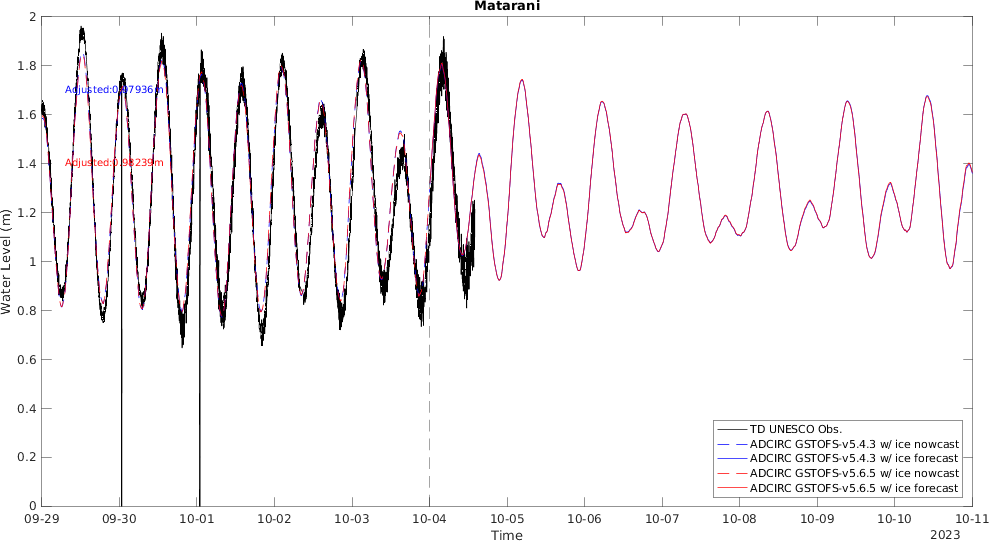 Matarani
2
1.8
1.6
1.4
1.2
1
0.8
0.6
0.4
0.2
0
Water Level (m)
Adjusted:0.97936m
Adjusted:0.98239m
TD UNESCO Obs.
ADCIRC GSTOFS-v5.4.3 w/ ice nowcast
ADCIRC GSTOFS-v5.4.3 w/ ice forecast
ADCIRC GSTOFS-v5.6.5 w/ ice nowcast
ADCIRC GSTOFS-v5.6.5 w/ ice forecast
09-29 09-30 10-01 10-02 10-03 10-04 10-05 10-06 10-07 10-08 10-09 10-10 10-11
Time
2023